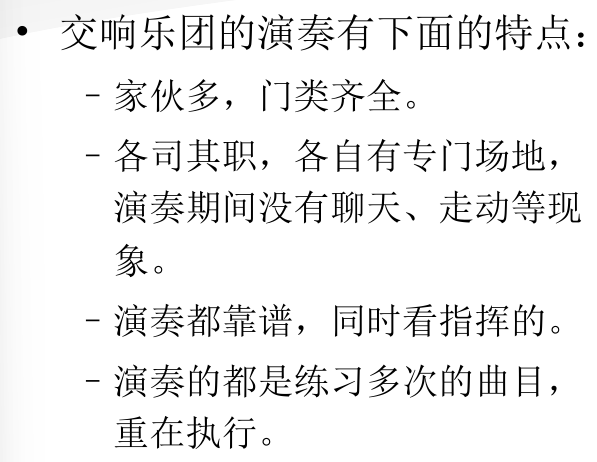 • 交响乐团的演奏有下面的特点：
– 家伙多，门类齐全。
– 各司其职，各自有专门场地，
演奏期间没有聊天、走动等现
象。
– 演奏都靠谱，同时看指挥的。
– 演奏的都是练习多次的曲目，
重在执行。